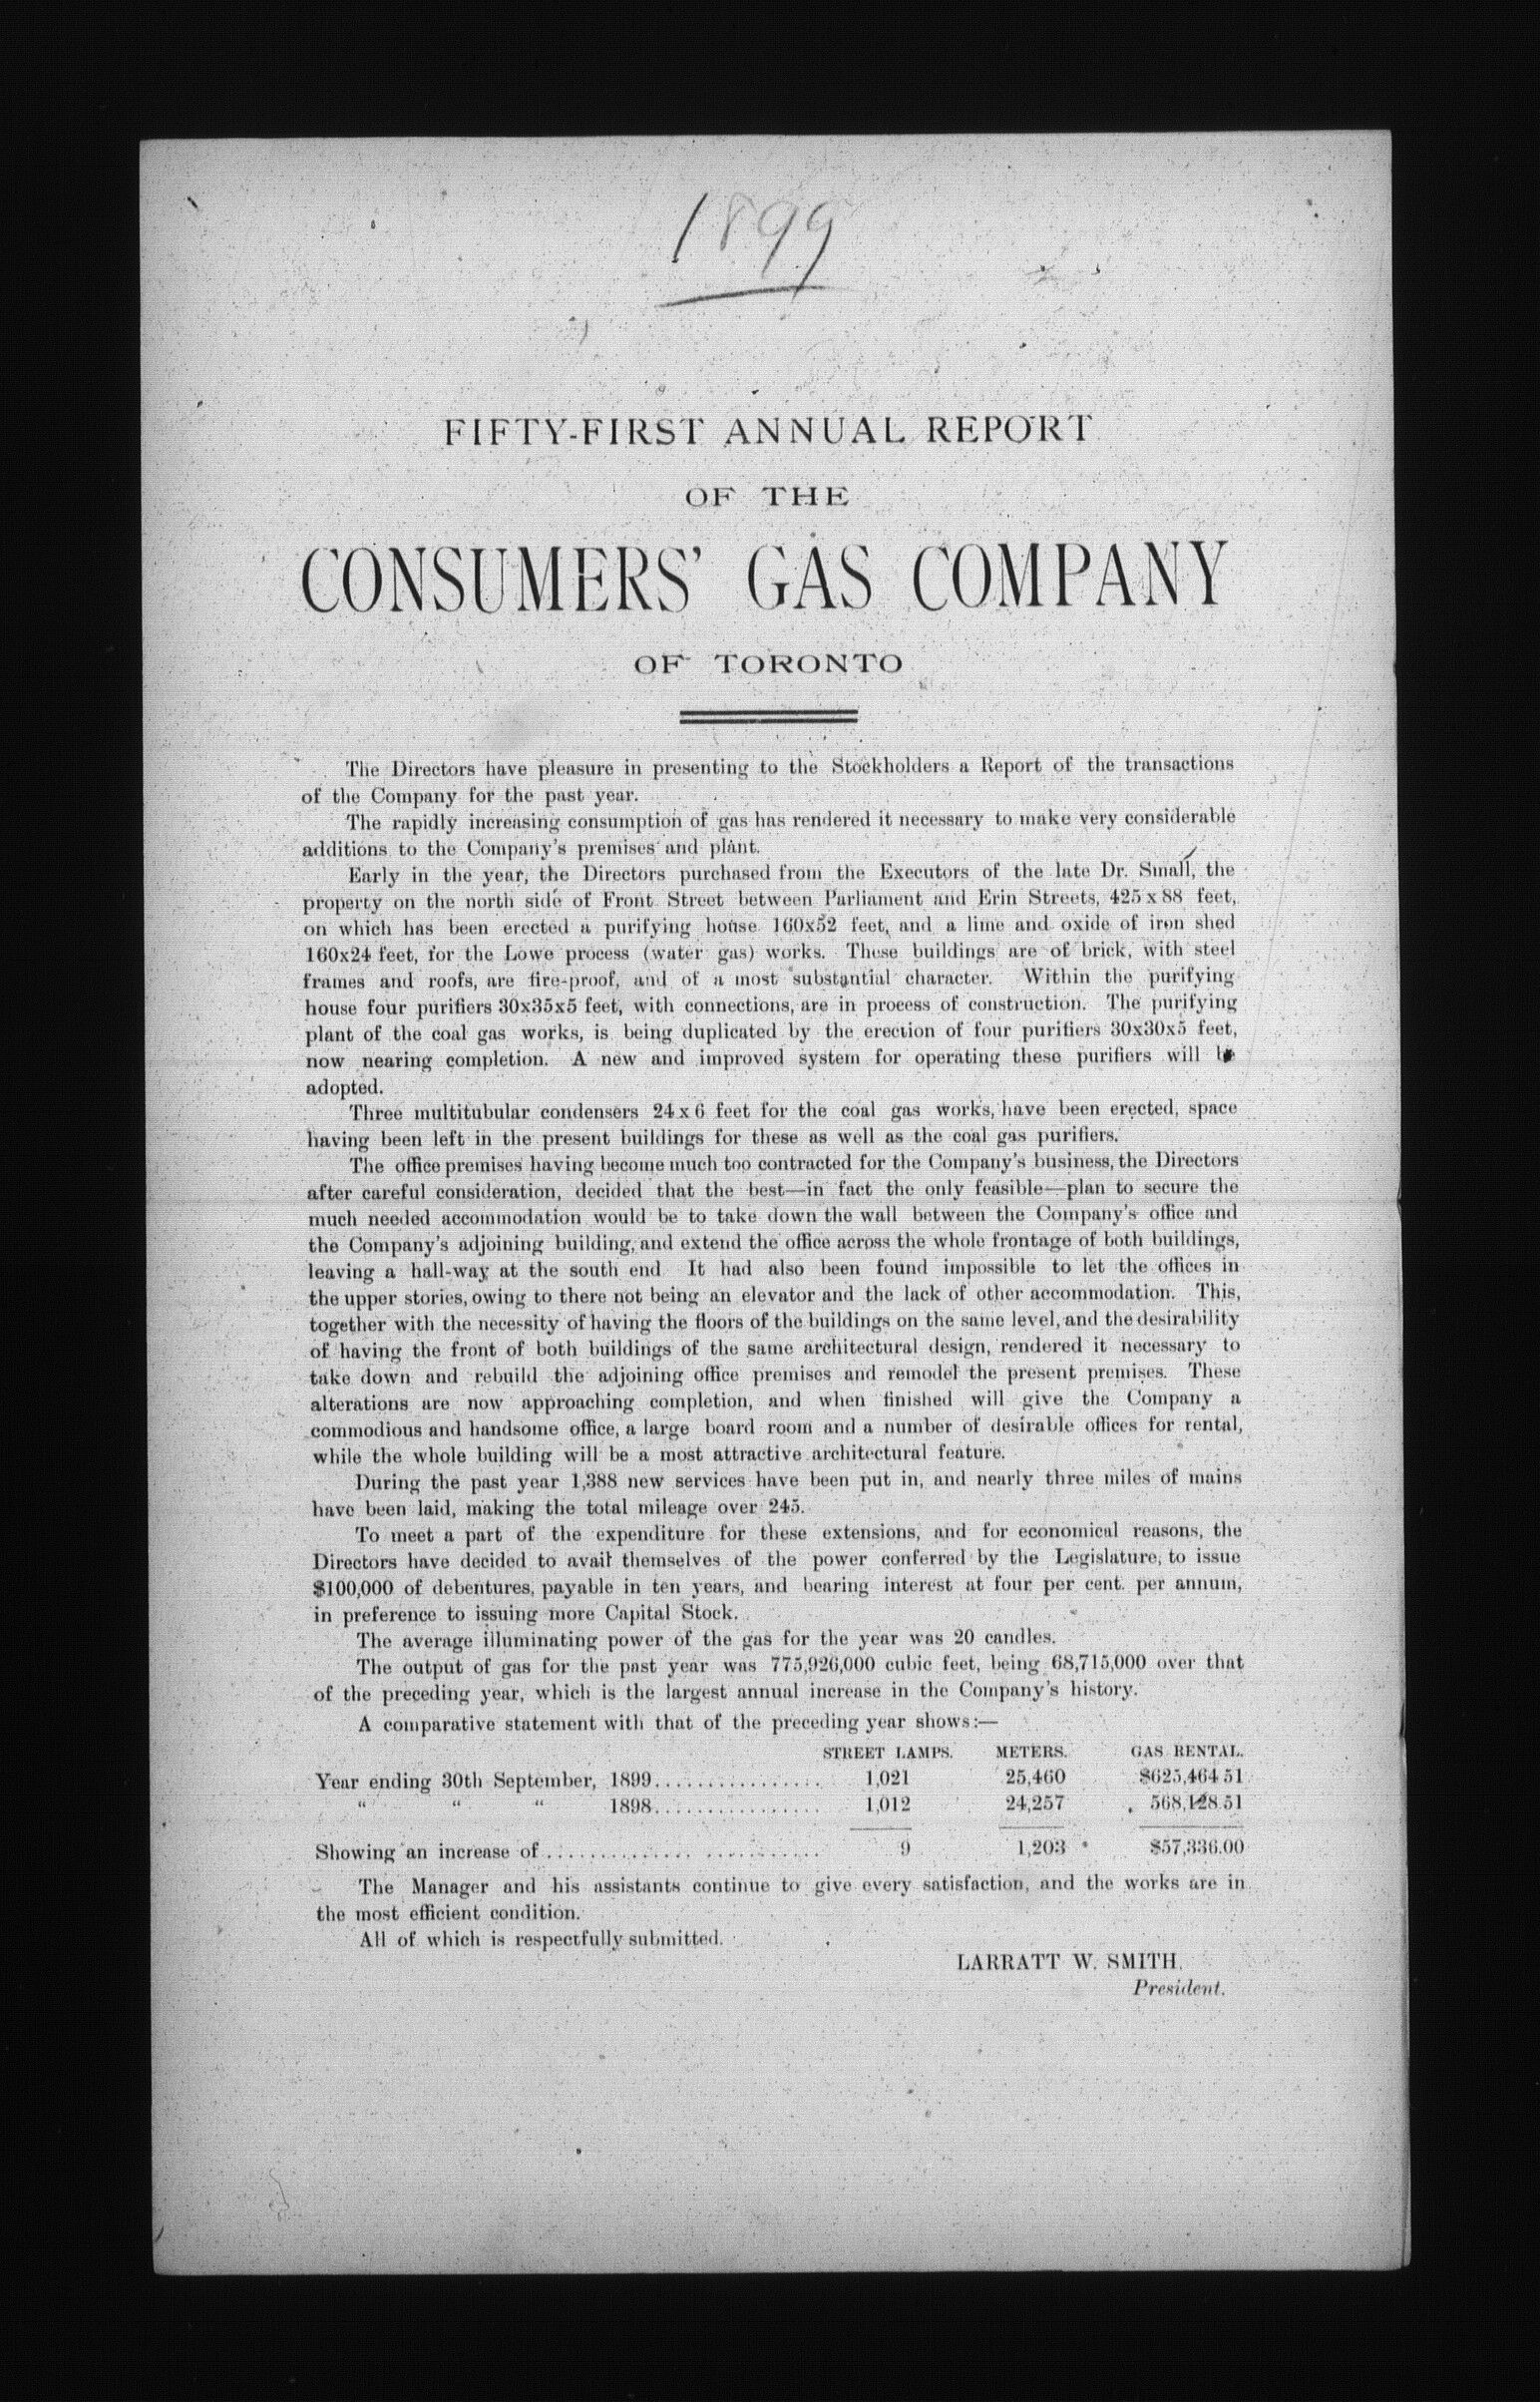 1899
FIFTY-FIRST ANNUAL REPORT
OF THE
CONSUMERS' GAS COMPANY
OF TORONTO
The Directors have pleasure in presenting to the Stockholders a Report of the transactions
of the Company for the past year.
The rapidly increasing consumption of gas has rendered it necessary to make very considerable
additions to the Company's premises and plant.
Early in the year, the Directors purchased from the Executors of the late Dr. Small, the
property on the north side of Front Street between Parliament and Erin Streets, 425 x 88 feet,
on which has been erected a purifying house 160x52 feet, and a lime and oxide of iron shed
160x24 feet, for the Lowe process (water gas) works. These buildings are of brick, with steel
frames and roofs, are fire-proof, and of a most substantial character. Within the purifying
house four purifiers 30x35x5 feet, with connections, are in process of construction. The purifying
plant of the coal gas works, is being duplicated by the erection of four purifiers 30x30x5 feet,
now nearing completion. A new and improved system for operating these purifiers will be
adopted.
Three multitubular condensers 24 x 6 feet for the coal gas works, have been erected, space
having been left in the present buildings for these as well as the coal gas purifiers.
The office premises having become much too contracted for the Company's business, the Directors
after careful consideration, decided that the best—in fact the only feasible—plan to secure the
much needed accommodation would be to take down the wall between the Company's office and
the Company's adjoining building, and extend the office across the whole frontage of both buildings,
leaving a hall-way at the south end It had also been found impossible to let the offices in
the upper stories, owing to there not being an elevator and the lack of other accommodation. This,
together with the necessity of having the floors of the buildings on the same level, and the desirability
of having the front of both buildings of the same architectural design, rendered it necessary to
take down and rebuild the adjoining office premises and remodel the present premises. These
alterations are now approaching completion, and when finished will give the Company a
commodious and handsome office, a large board room and a number of desirable offices for rental,
while the whole building will be a most attractive architectural feature.
During the past year 1,388 new services have been put in, and nearly three miles of mains
have been laid, making the total mileage over 245.
To meet a part of the expenditure for these extensions, and for economical reasons, the
Directors have decided to avail themselves of the power conferred by the Legislature, to issue
$100,000 of debentures, payable in ten years, and bearing interest at four per cent. per annum,
in preference to issuing more Capital Stock.
The average illuminating power of the gas for the year was 20 candles.
The output of gas for the past year was 775,926,000 cubic feet, being 68,715,000 over that
of the preceding year, which is the largest annual increase in the Company's history.
A comparative statement with that of the preceding year shows:—
STREET LAMPS. METERS. GAS RENTAL.
Year ending 30th September, 1899................ 1,021 25,460 $625,464 51
" " " 1898................ 1,012 24,257 568,128.51
Showing an increase of.......................... 9 1,203 $57,336.00
The Manager and his assistants continue to give every satisfaction, and the works are in
the most efficient condition.
All of which is respectfully submitted.
LARRATT W. SMITH,
President.